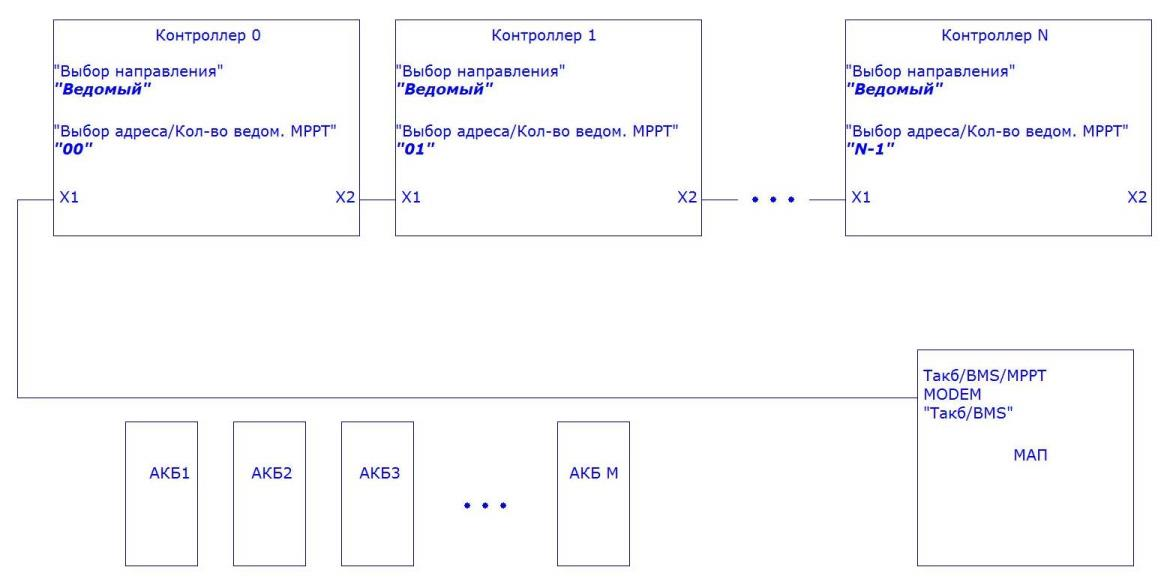 Контроллер 0
"Выбор направления"
"Ведомый"
"Выбор адреса/Кол-во ведом. МРРТ"
"00"
X1
X2
Контроллер 1
"Выбор направления"
"Ведомый"
"Выбор адреса/Кол-во ведом. МРРТ"
"01"
X1
X2
Контроллер N
"Выбор направления"
"Ведомый"
"Выбор адреса/Кол-во ведом. МРРТ"
"N-1"
X1
X2
Такб/BMS/MPPT
MODEM
"Такб/BMS"
МАП
АКБ1
АКБ2
АКБ3
АКБ М